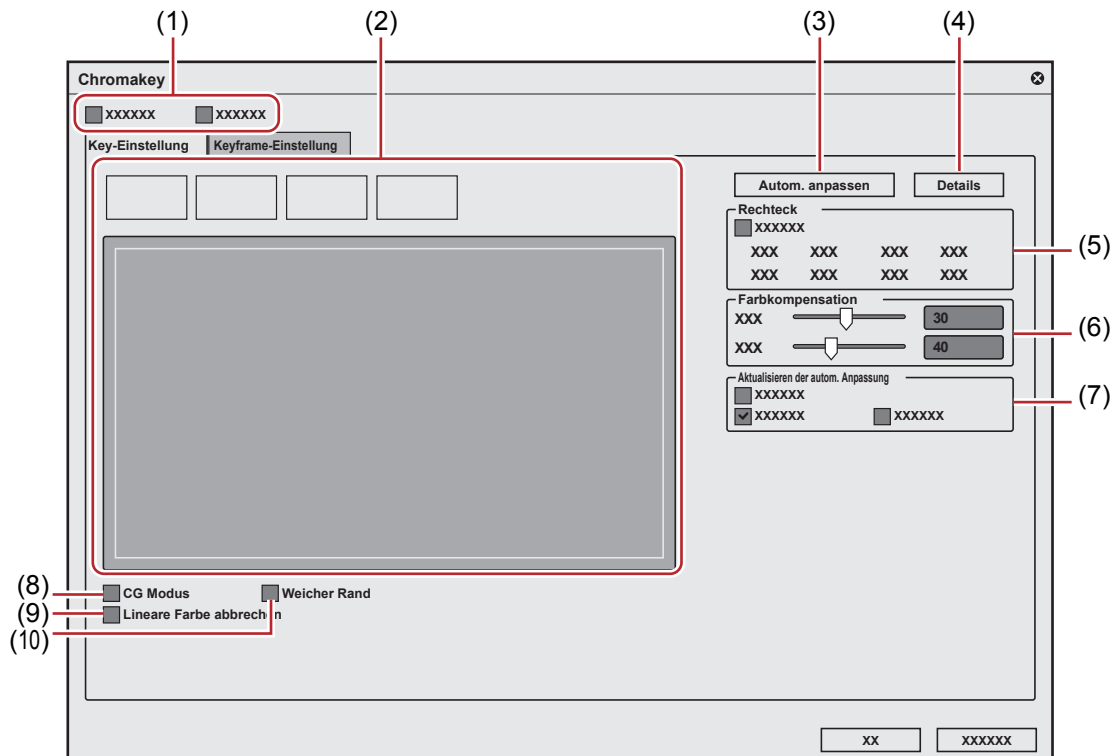 (1) (2) (3) (4)
Chromakey
xxxxxx xxxxxx
Key-Einstellung Keyframe-Einstellung
Autom. anpassen Details
Rechteck
xxxxxx
xxx xxx xxx xxx
xxx xxx xxx xxx
(5)
Farbkompensation
xxx 30
xxx 40
(6)
Aktualisieren der autom. Anpassung
xxxxxx
xxxxxx xxxxxx
(7)
(8) CG Modus Weicher Rand
(9) Lineare Farbe abbrechen
(10)
xx xxxxxx